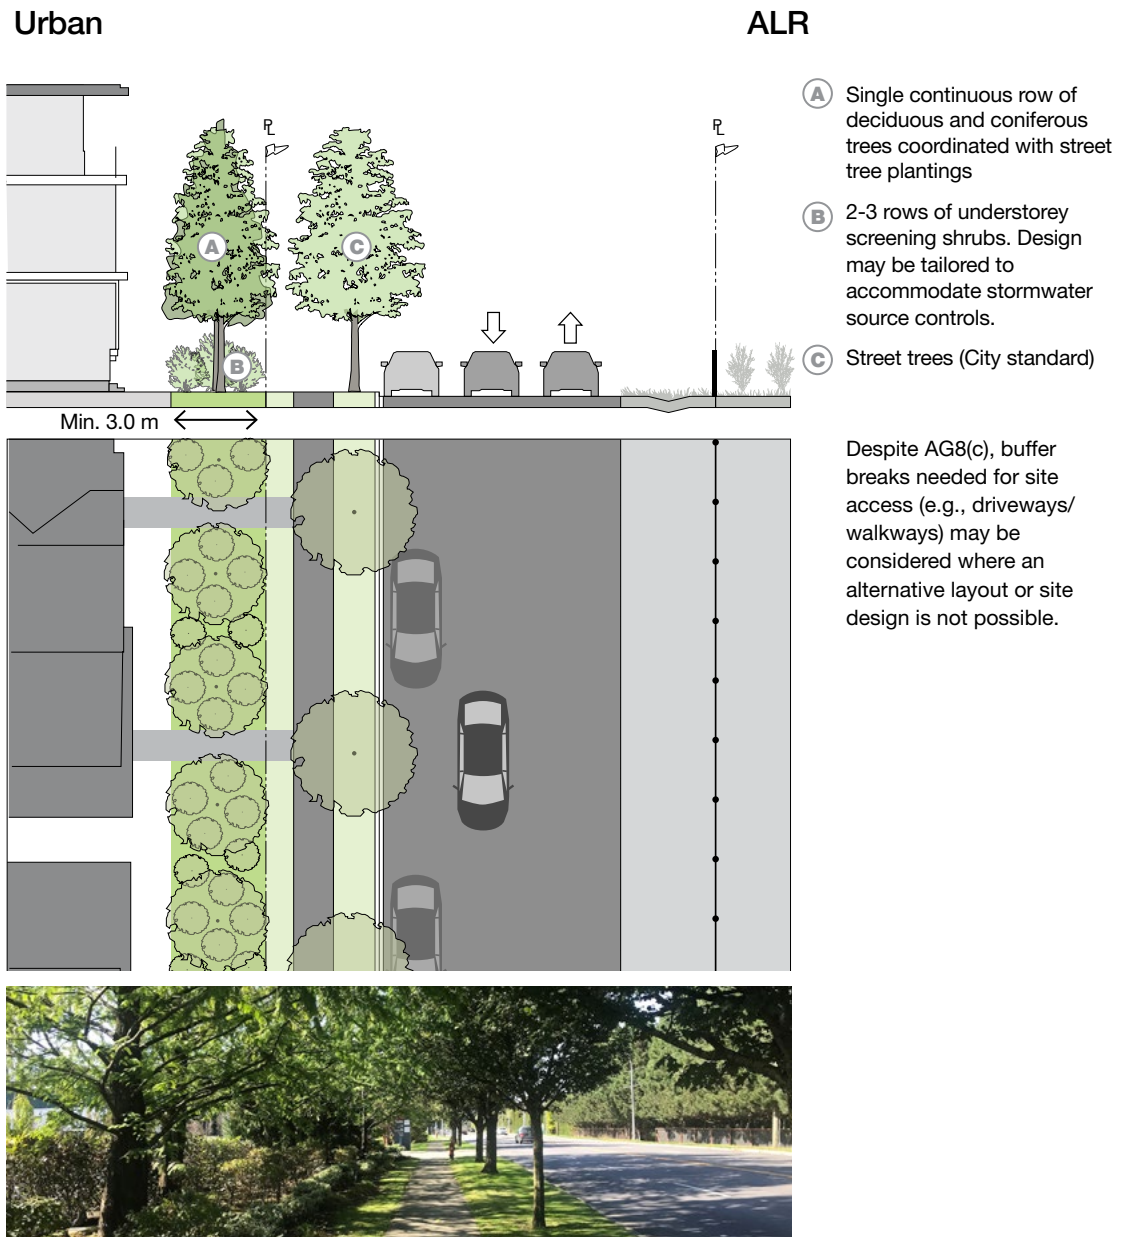 Urban
ALR
A
Single continuous row of
deciduous and coniferous
trees coordinated with street
tree plantings
B
2-3 rows of understorey
screening shrubs. Design
may be tailored to
accommodate stormwater
source controls.
C
Street trees (City standard)
PL
PL
A
C
B
Min. 3.0 m
Despite AG8(c), buffer
breaks needed for site
access (e.g., driveways/
walkways) may be
considered where an
alternative layout or site
design is not possible.